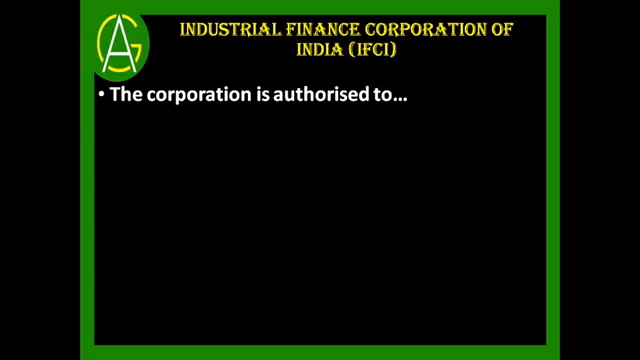 INDUSTRIAL FINANCE CORPORATION OF
INDIA (IFCI)
• The corporation is authorised to…